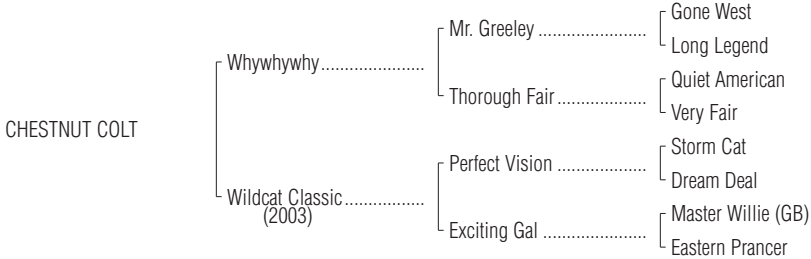 Gone West
Mr. Greeley ......................
Long Legend
Whywhywhy......................
Quiet American
Thorough Fair...................
Very Fair
CHESTNUT COLT
Storm Cat
Perfect Vision ...................
Dream Deal
Wildcat Classic.................
(2003)
Master Willie (GB)
Exciting Gal ......................
Eastern Prancer